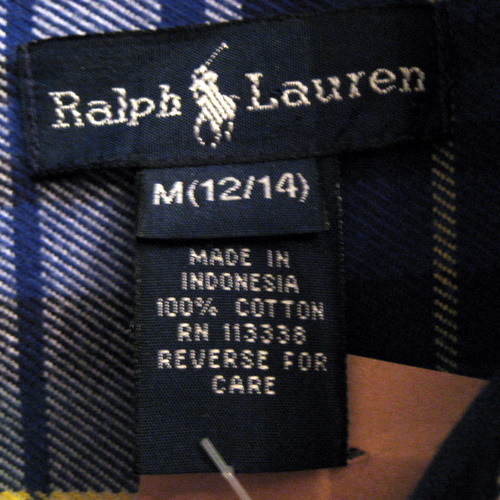 Ralph Lauren
M(12/14)
MADE IN
INDONESIA
100% COTTON
RN 113338
REVERSE FOR
CARE